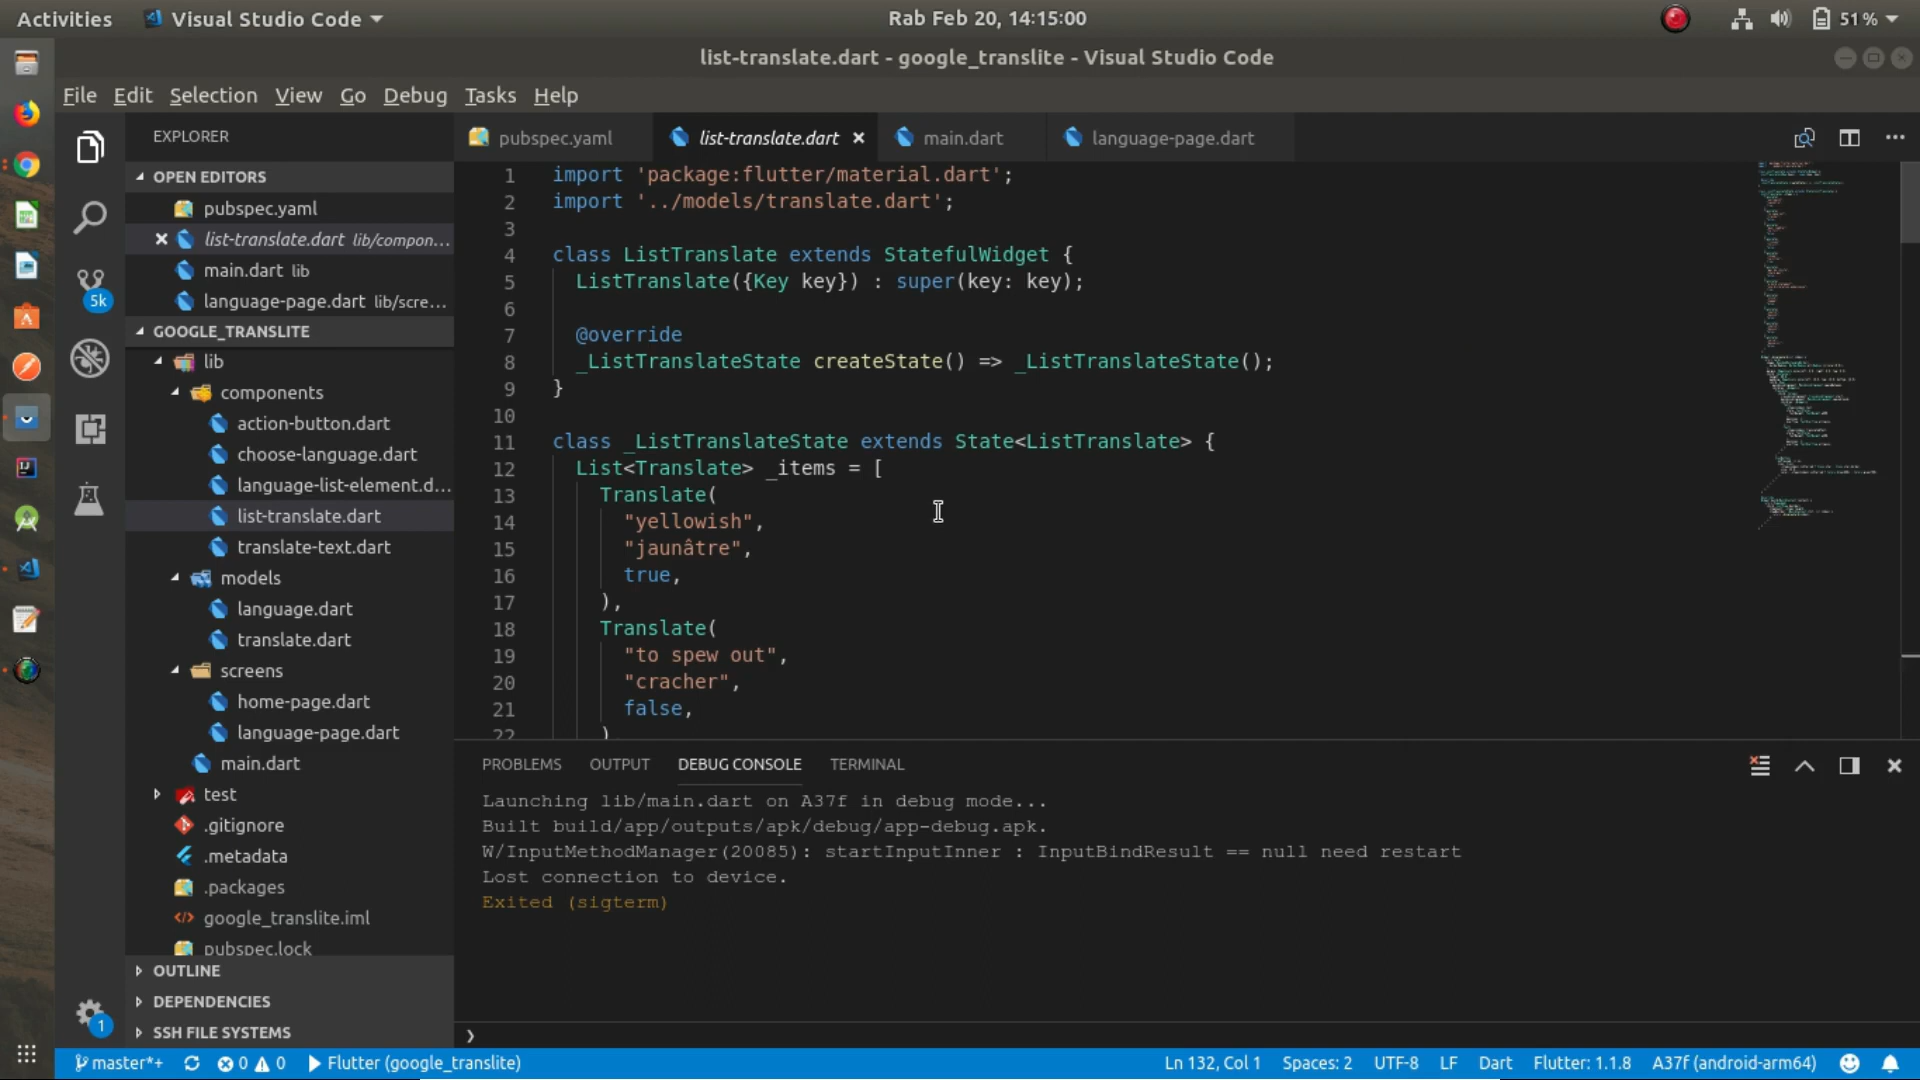 Activities
Visual Studio Code
Rab Feb 20, 14:15:00
51 %
list-translate.dart - google_translite - Visual Studio Code
File Edit Selection View Go Debug Tasks Help
EXPLORER
OPEN EDITORS
pubspec.yaml
list-translate.dart lib/compon...
main.dart lib
language-page.dart lib/scre...
GOOGLE_TRANSLITE
lib
components
action-button.dart
choose-language.dart
language-list-element.d...
list-translate.dart
translate-text.dart
models
language.dart
translate.dart
screens
home-page.dart
language-page.dart
main.dart
test
.gitignore
.metadata
.packages
google_translite.iml
pubspec.lock
OUTLINE
DEPENDENCIES
SSH FILE SYSTEMS
5k
1
pubspec.yaml list-translate.dart main.dart language-page.dart
1 import 'package:flutter/material.dart';
2 import '../models/translate.dart';
3
4 class ListTranslate extends StatefulWidget {
5 ListTranslate({Key key}) : super(key: key);
6
7 @override
8 _ListTranslateState createState() => _ListTranslateState();
9 }
10
11 class _ListTranslateState extends State<ListTranslate> {
12 List<Translate> _items = [
13 Translate(
14 "yellowish",
15 "jaunâtre",
16 true,
17 ),
18 Translate(
19 "to spew out",
20 "cracher",
21 false,
22 )
PROBLEMS OUTPUT DEBUG CONSOLE TERMINAL
Launching lib/main.dart on A37f in debug mode...
Built build/app/outputs/apk/debug/app-debug.apk.
W/InputMethodManager(20085): startInputInner : InputBindResult == null need restart
Lost connection to device.
Exited (sigterm)
master*+ 0 0 Flutter (google_translite) Ln 132, Col 1 Spaces: 2 UTF-8 LF Dart Flutter: 1.1.8 A37f (android-arm64)